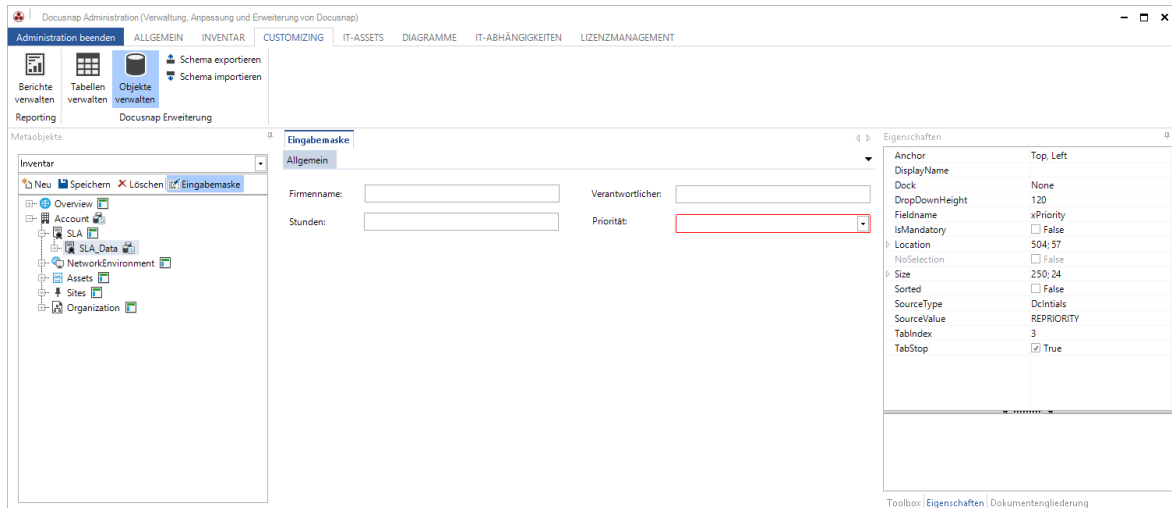 Docusnap Administration (Verwaltung, Anpassung und Erweiterung von Docusnap)
Administration beenden ALLGEMEIN INVENTAR CUSTOMIZING IT-ASSETS DIAGRAMME IT-ABHÄNGIGKEITEN LIZENZMANAGEMENT
Berichte verwalten
Tabellen verwalten
Objekte verwalten
Schema exportieren
Schema importieren
Reporting Docusnap Erweiterung
Metaobjekte
Inventar
Neu Speichern Löschen Eingabemaske
Overview
Account
SLA
SLA_Data
NetworkEnvironment
Assets
Sites
Organization
Eingabemaske
Allgemein
Firmenname: Verantwortlicher:
Stunden: Priorität:
Eigenschaften
Anchor Top, Left
DisplayName
Dock None
DropDownHeight 120
Fieldname xPriority
IsMandatory False
Location 504; 57
NoSelection False
Size 250; 24
Sorted False
SourceType DcIntials
SourceValue REPRIORITY
TabIndex 3
TabStop True
Toolbox Eigenschaften Dokumentengliederung